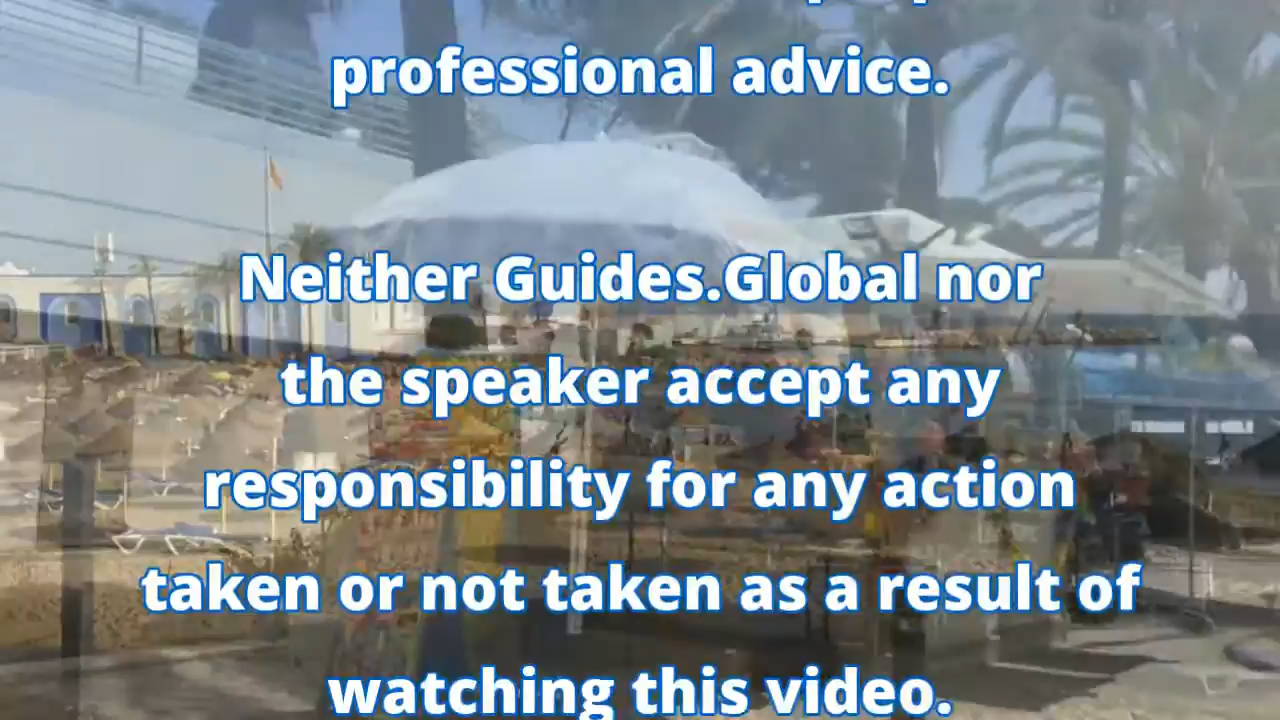 professional advice.
Neither Guides.Global nor
the speaker accept any
responsibility for any action
taken or not taken as a result of
watching this video.